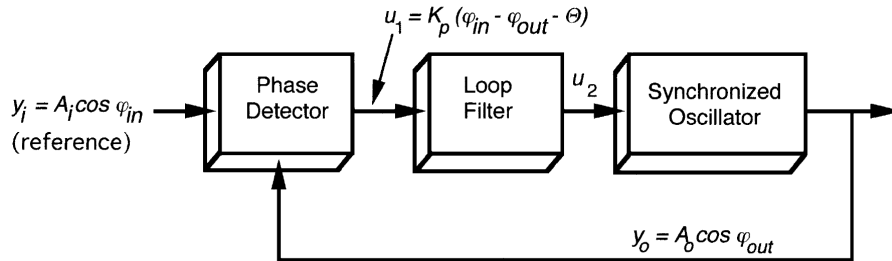 u₁ = Kₚ (φᵢₙ - φₒᵤₜ - Θ)
Phase
Detector
Loop
Filter
u₂
Synchronized
Oscillator
yᵢ = Aᵢ cos φᵢₙ
(reference)
yₒ = Aₒ cos φₒᵤₜ